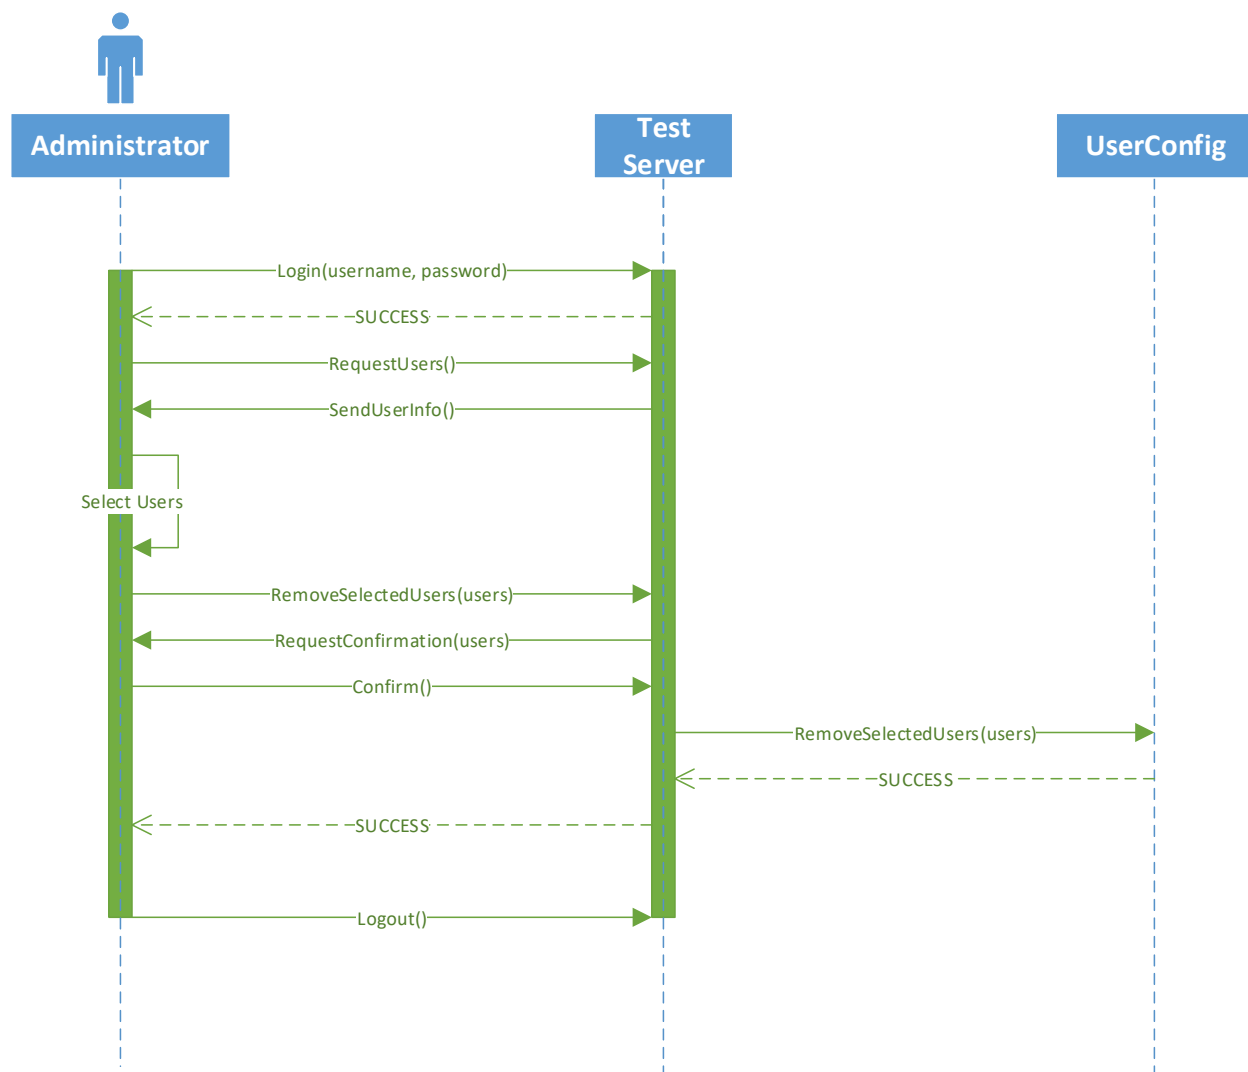 Administrator
Test
Server
UserConfig
Login(username, password)
SUCCESS
RequestUsers()
SendUserInfo()
Select Users
RemoveSelectedUsers(users)
RequestConfirmation(users)
Confirm()
RemoveSelectedUsers(users)
SUCCESS
SUCCESS
Logout()